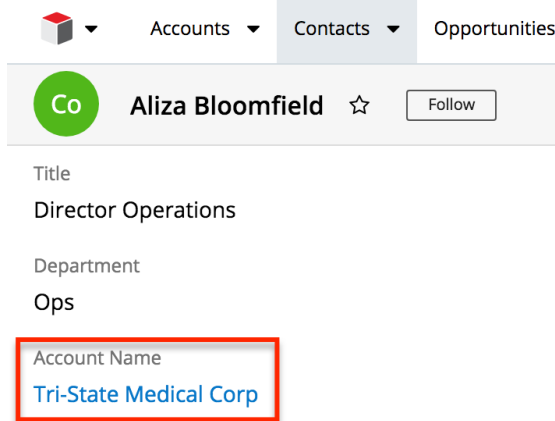 Accounts Contacts Opportunities
Co Aliza Bloomfield Follow
Title
Director Operations
Department
Ops
Account Name
Tri-State Medical Corp